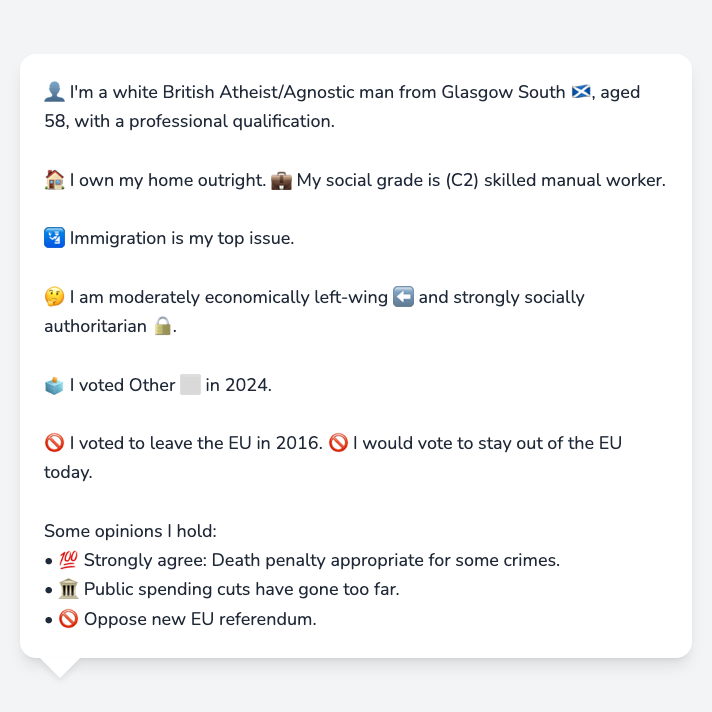 👤 I'm a white British Atheist/Agnostic man from Glasgow South 🏴󠁧󠁢󠁳󠁣󠁴󠁿, aged
58, with a professional qualification.
🏠 I own my home outright. 💼 My social grade is (C2) skilled manual worker.
🛂 Immigration is my top issue.
🤔 I am moderately economically left-wing ⬅️ and strongly socially
authoritarian 🔒.
🗳️ I voted Other ⬜ in 2024.
🚫 I voted to leave the EU in 2016. 🚫 I would vote to stay out of the EU
today.
Some opinions I hold:
• 💯 Strongly agree: Death penalty appropriate for some crimes.
• 🏛️ Public spending cuts have gone too far.
• 🚫 Oppose new EU referendum.